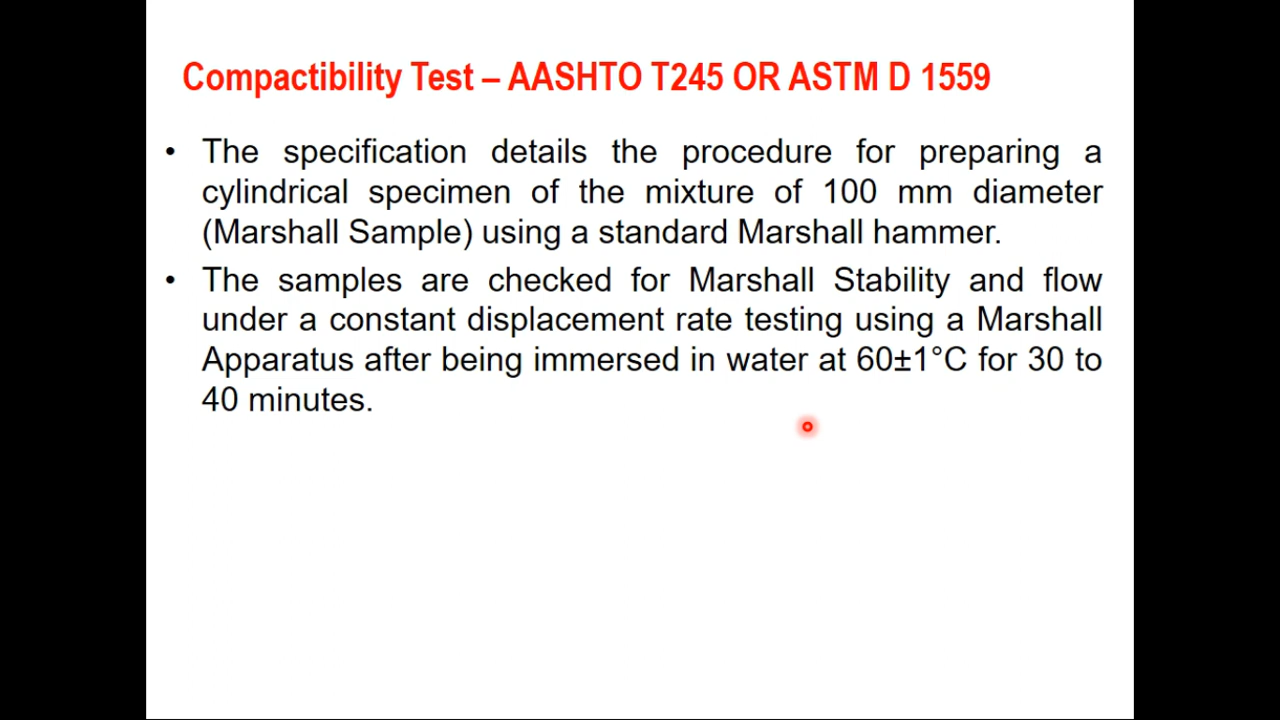 Compactibility Test – AASHTO T245 OR ASTM D 1559
• The specification details the procedure for preparing a
cylindrical specimen of the mixture of 100 mm diameter
(Marshall Sample) using a standard Marshall hammer.
• The samples are checked for Marshall Stability and flow
under a constant displacement rate testing using a Marshall
Apparatus after being immersed in water at 60±1°C for 30 to
40 minutes.